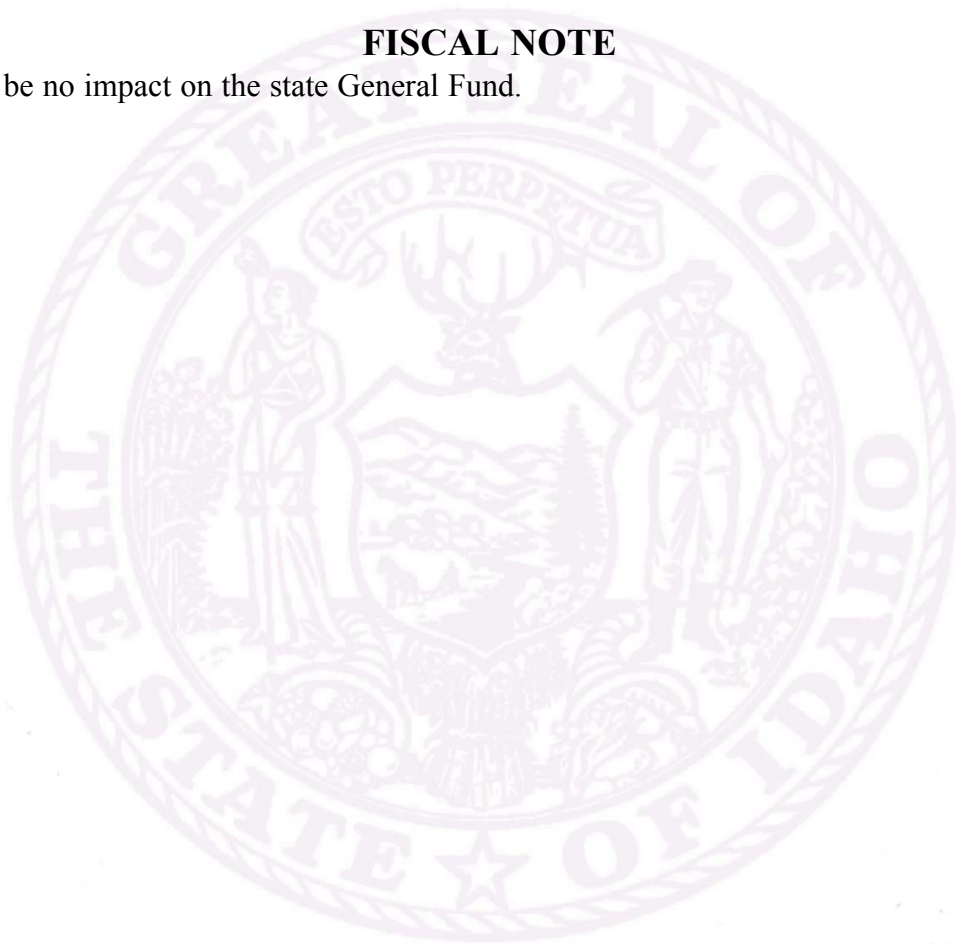 FISCAL NOTE
be no impact on the state General Fund.
GREAT SEAL OF
ESTO PERPETUA
THE STATE OF IDAHO